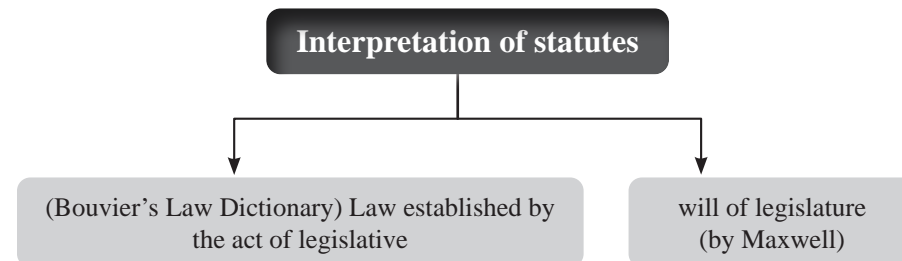 Interpretation of statutes
(Bouvier’s Law Dictionary) Law established by
the act of legislative
will of legislature
(by Maxwell)